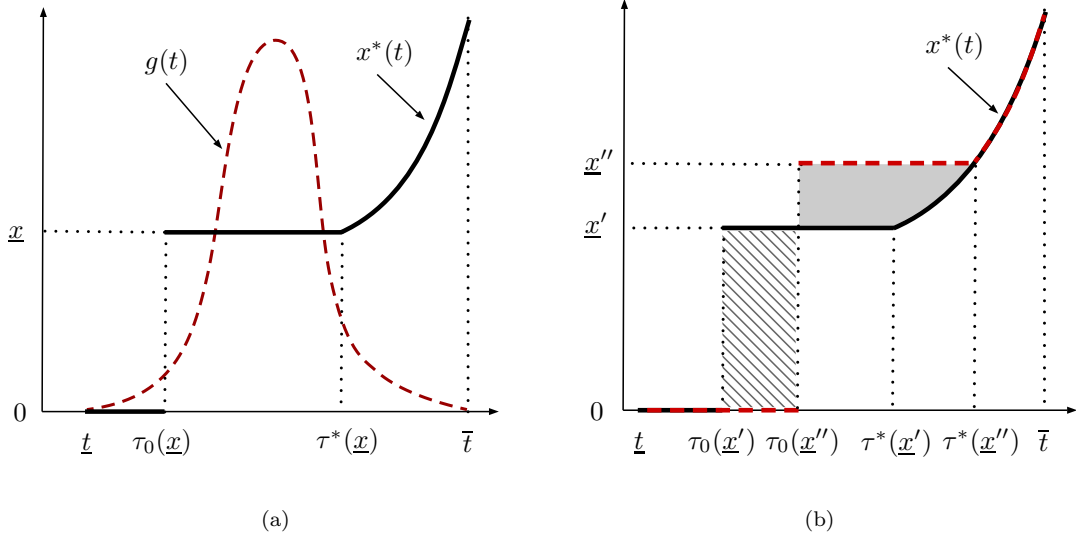 g(t)
x*(t)
x̲
0
t̲ τ₀(x̲) τ*(x̲) t̅
(a)
x*(t)
x̲′′
x̲′
0
t̲ τ₀(x̲′) τ₀(x̲′′) τ*(x̲′) τ*(x̲′′) t̅
(b)